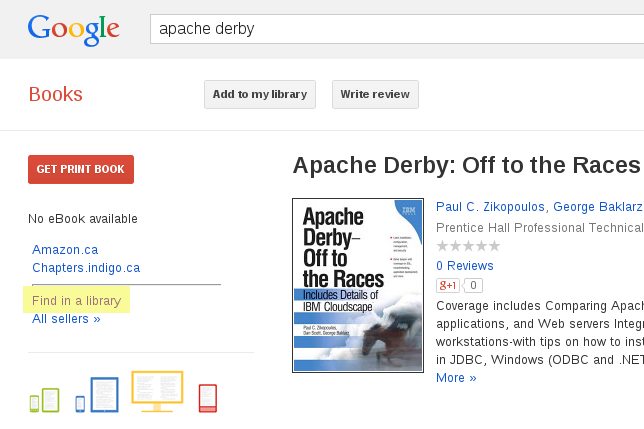 Google
apache derby
Books
Add to my library
Write review
GET PRINT BOOK
No eBook available
Amazon.ca
Chapters.indigo.ca
Find in a library
All sellers »
Apache Derby: Off to the Races
Apache
Derby–
Off to
the Races
Includes Details of
IBM Cloudscape
Paul C. Zikopoulos,
Dan Scott, George Baklarz
IBM
Paul C. Zikopoulos, George Baklarz
Prentice Hall Professional Technical
0 Reviews
g+1
0
Coverage includes Comparing Apach
applications, and Web servers Integr
workstations-with tips on how to inst
in JDBC, Windows (ODBC and .NET
More »